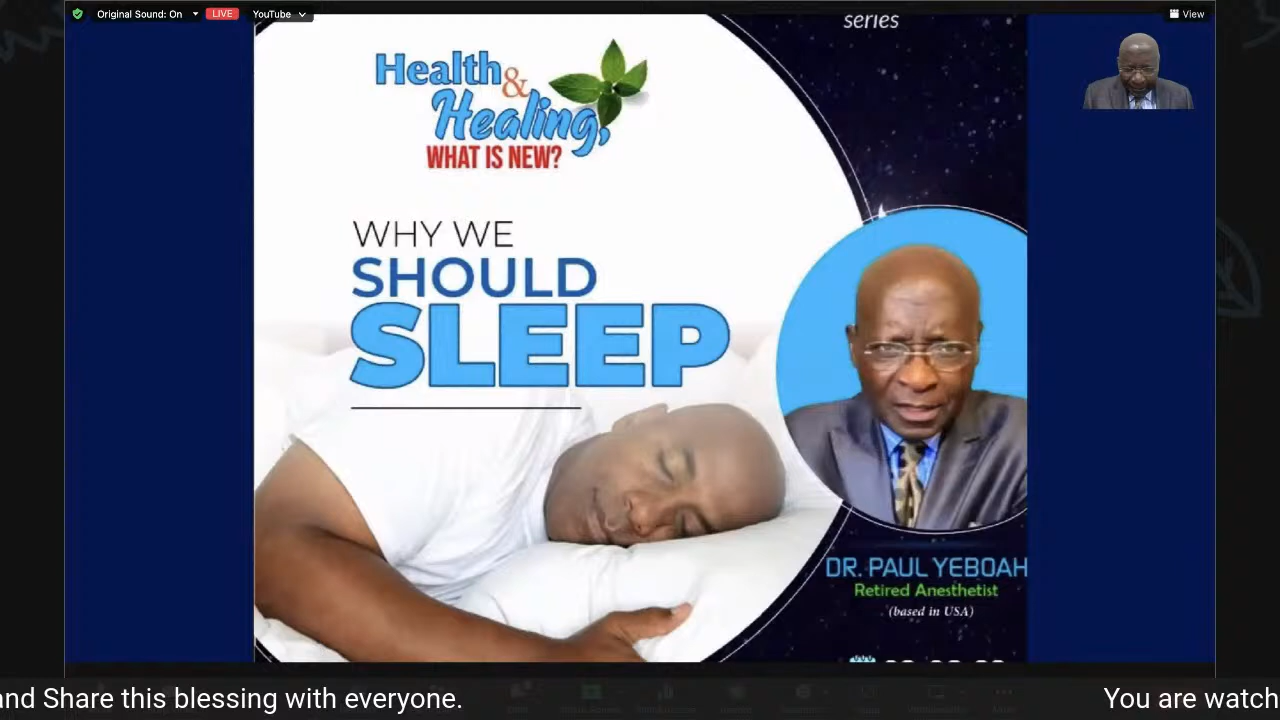 Original Sound: On
LIVE
YouTube
View
series
Health &
Healing,
WHAT IS NEW?
WHY WE
SHOULD
SLEEP
DR. PAUL YEBOAH
Retired Anesthetist
(based in USA)
and Share this blessing with everyone.
You are watch